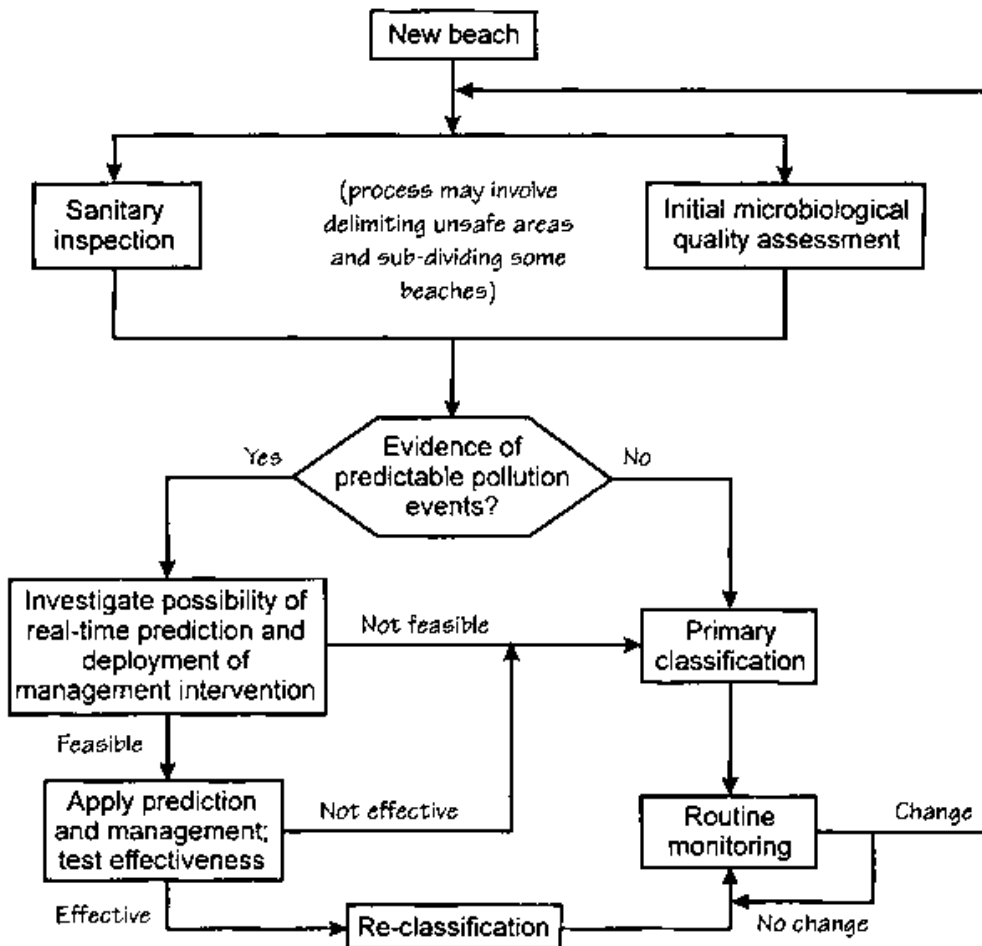 New beach
Sanitary
inspection
(process may involve
delimiting unsafe areas
and sub-dividing some
beaches)
Initial microbiological
quality assessment
Evidence of
predictable pollution
events?
Yes
No
Investigate possibility of
real-time prediction and
deployment of
management intervention
Not feasible
Primary
classification
Feasible
Apply prediction
and management;
test effectiveness
Not effective
Routine
monitoring
Change
Effective
Re-classification
No change